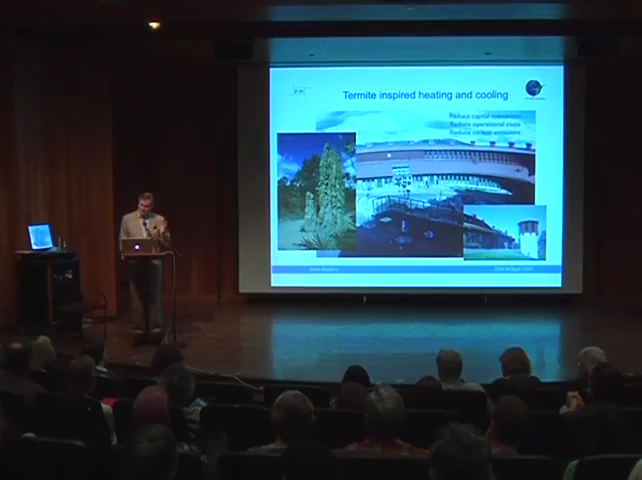 Termite inspired heating and cooling
Reduce capital investment
Reduce operational costs
Reduce carbon emissions